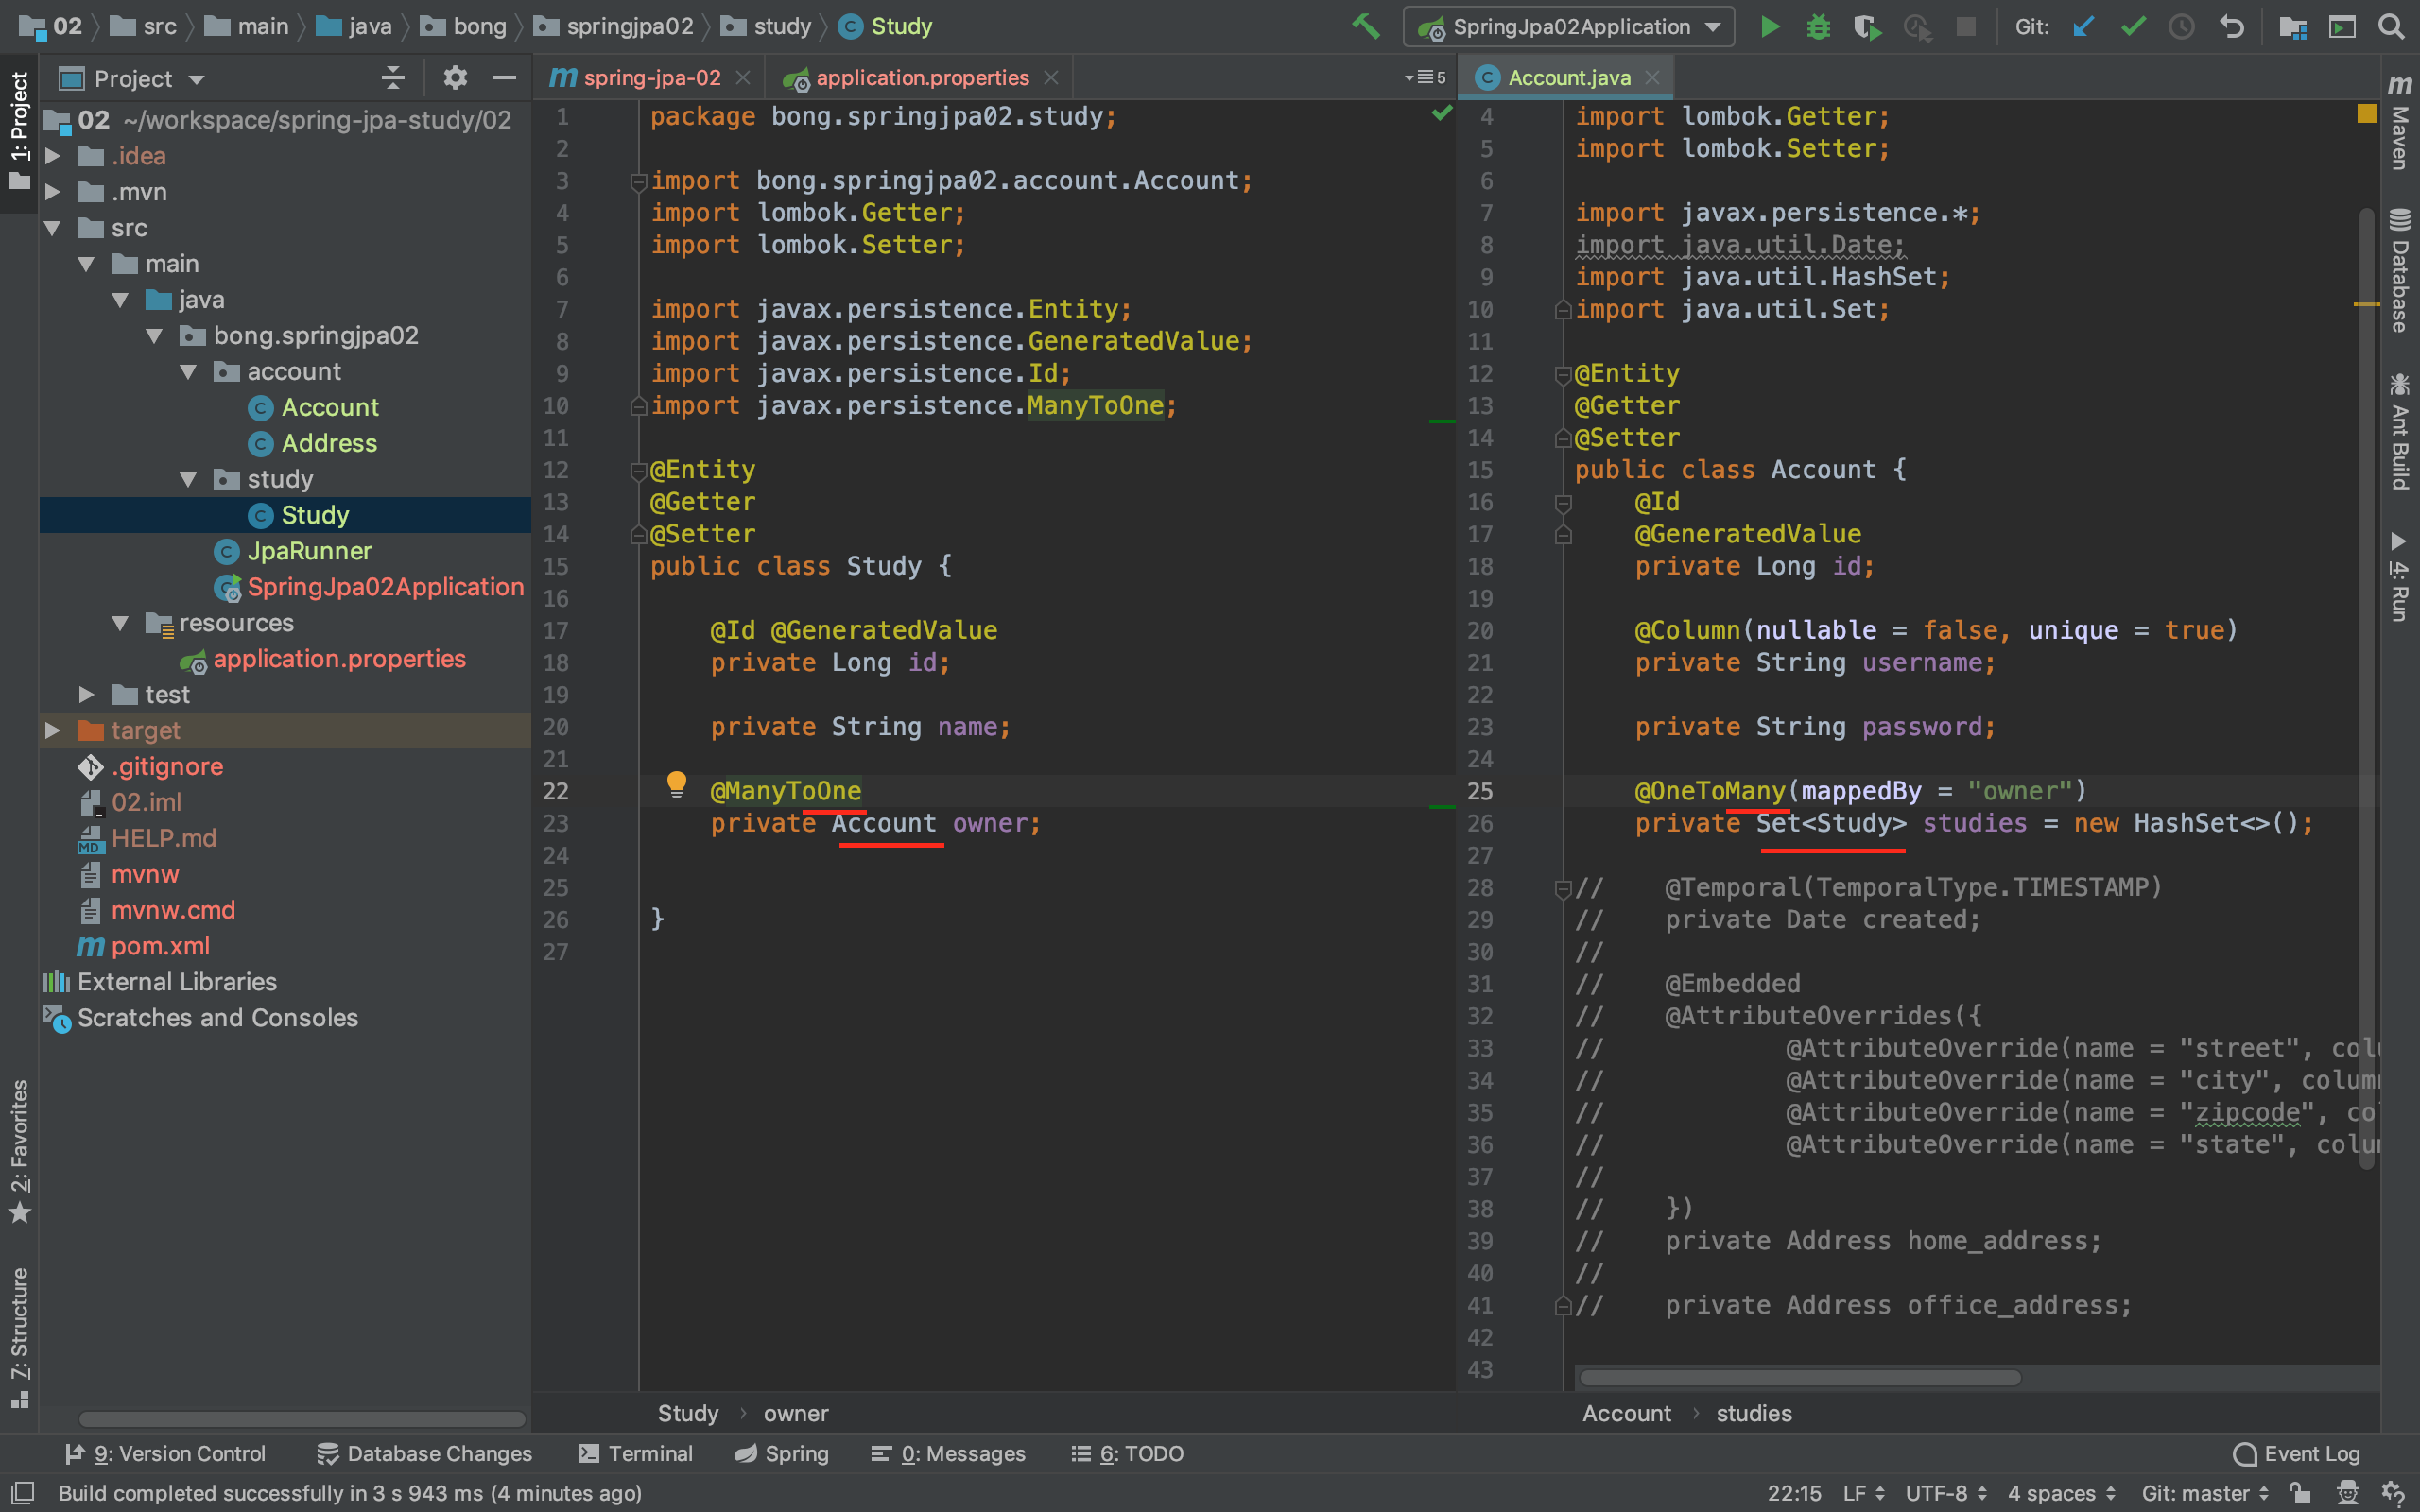 02 src main java bong springjpa02 study Study
SpringJpa02Application Git:
1: Project
Project
02 ~/workspace/spring-jpa-study/02
.idea
.mvn
src
main
java
bong.springjpa02
account
Account
Address
study
Study
JpaRunner
SpringJpa02Application
resources
application.properties
test
target
.gitignore
02.iml
HELP.md
mvnw
mvnw.cmd
pom.xml
External Libraries
Scratches and Consoles
2: Favorites
7: Structure
spring-jpa-02 application.properties 5
1 package bong.springjpa02.study;
2
3 import bong.springjpa02.account.Account;
4 import lombok.Getter;
5 import lombok.Setter;
6
7 import javax.persistence.Entity;
8 import javax.persistence.GeneratedValue;
9 import javax.persistence.Id;
10 import javax.persistence.ManyToOne;
11
12 @Entity
13 @Getter
14 @Setter
15 public class Study {
16
17 @Id @GeneratedValue
18 private Long id;
19
20 private String name;
21
22 @ManyToOne
23 private Account owner;
24
25
26 }
27
Study › owner
Account.java
4 import lombok.Getter;
5 import lombok.Setter;
6
7 import javax.persistence.*;
8 import java.util.Date;
9 import java.util.HashSet;
10 import java.util.Set;
11
12 @Entity
13 @Getter
14 @Setter
15 public class Account {
16 @Id
17 @GeneratedValue
18 private Long id;
19
20 @Column(nullable = false, unique = true)
21 private String username;
22
23 private String password;
24
25 @OneToMany(mappedBy = "owner")
26 private Set<Study> studies = new HashSet<>();
27
28 // @Temporal(TemporalType.TIMESTAMP)
29 // private Date created;
30 //
31 // @Embedded
32 // @AttributeOverrides({
33 // @AttributeOverride(name = "street", colu
34 // @AttributeOverride(name = "city", colum
35 // @AttributeOverride(name = "zipcode", co
36 // @AttributeOverride(name = "state", colu
37 //
38 // })
39 // private Address home_address;
40 //
41 // private Address office_address;
42
43
Account › studies
m Maven
Database
Ant Build
4: Run
9: Version Control Database Changes Terminal Spring 0: Messages 6: TODO Event Log
Build completed successfully in 3 s 943 ms (4 minutes ago) 22:15 LF UTF-8 4 spaces Git: master